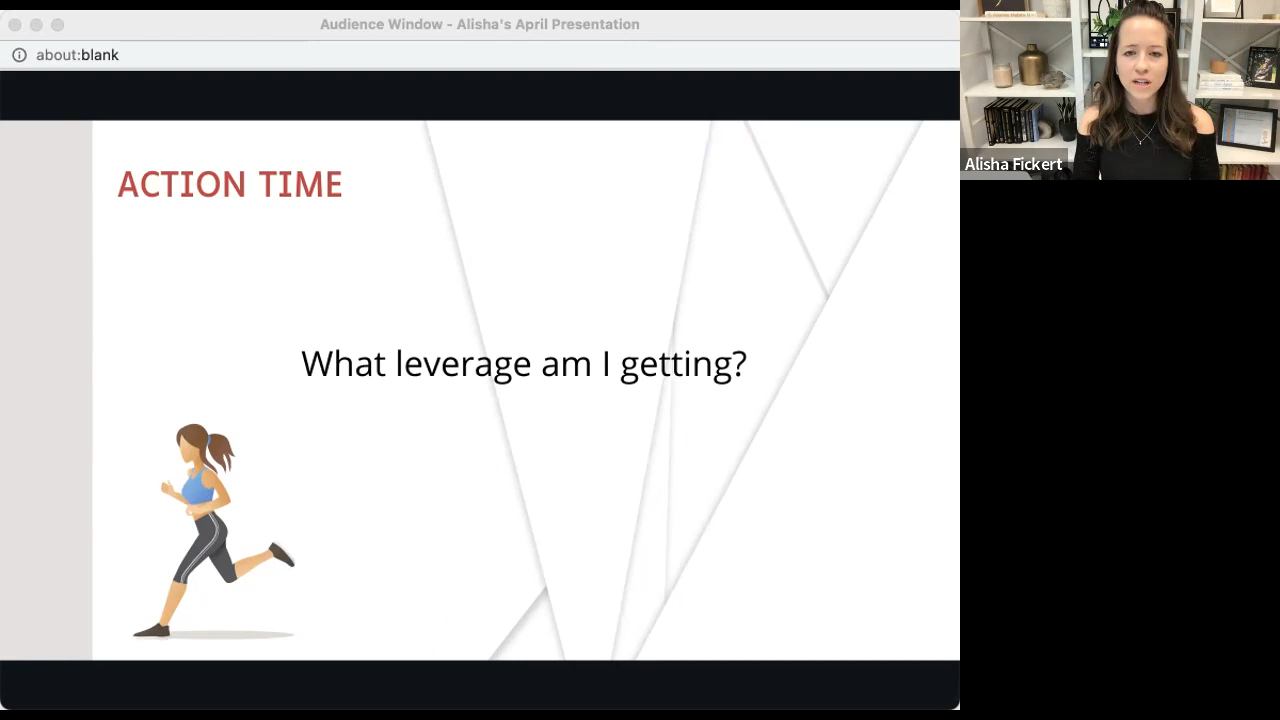 Audience Window - Alisha's April Presentation
about:blank
ACTION TIME
What leverage am I getting?
Alisha Fickert